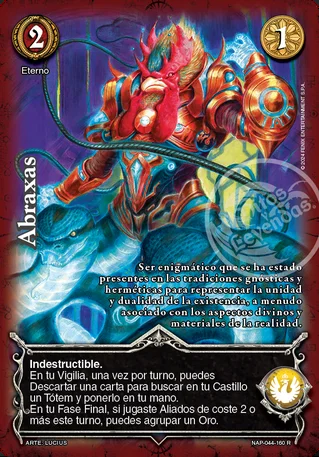 2
1
Eterno
Abraxas
© 2024 FENIX ENTERTAINMENT S.P.A.
Ser enigmático que se ha estado
presentes en las tradiciones gnósticas y
herméticas para representar la unidad
y dualidad de la existencia, a menudo
asociado con los aspectos divinos y
materiales de la realidad.
Indestructible.
En tu Vigilia, una vez por turno, puedes
Descartar una carta para buscar en tu Castillo
un Tótem y ponerlo en tu mano.
En tu Fase Final, si jugaste Aliados de coste 2 o
más este turno, puedes agrupar un Oro.
ARTE - LUCIUS
NAP-044-160 R